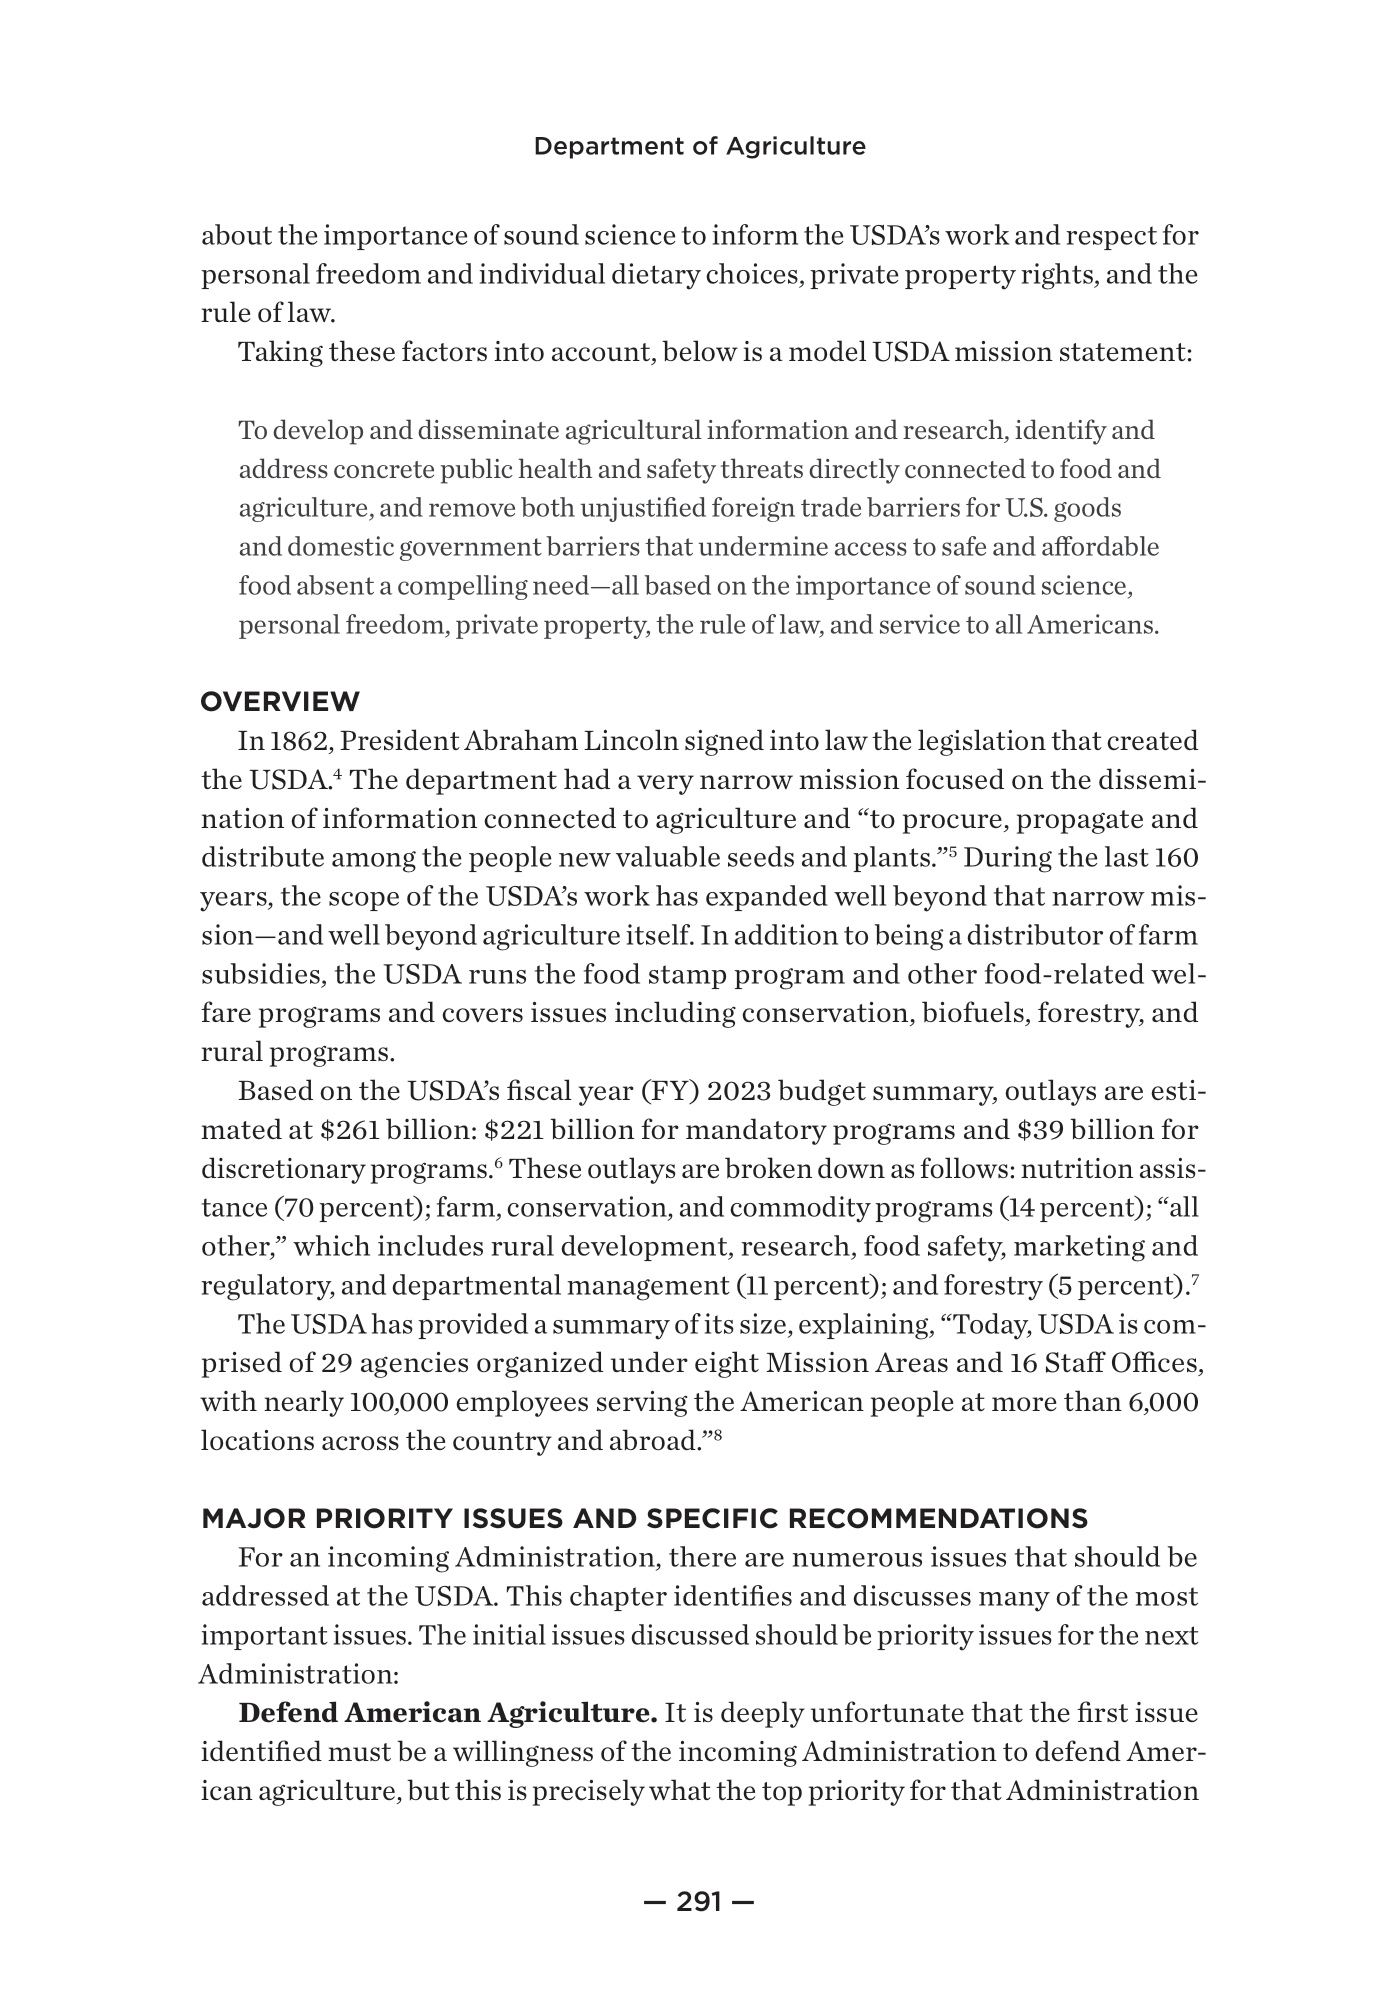 Department of Agriculture
about the importance of sound science to inform the USDA’s work and respect for
personal freedom and individual dietary choices, private property rights, and the
rule of law.
Taking these factors into account, below is a model USDA mission statement:
To develop and disseminate agricultural information and research, identify and
address concrete public health and safety threats directly connected to food and
agriculture, and remove both unjustified foreign trade barriers for U.S. goods
and domestic government barriers that undermine access to safe and affordable
food absent a compelling need—all based on the importance of sound science,
personal freedom, private property, the rule of law, and service to all Americans.
OVERVIEW
In 1862, President Abraham Lincoln signed into law the legislation that created
the USDA.⁴ The department had a very narrow mission focused on the dissemi-
nation of information connected to agriculture and “to procure, propagate and
distribute among the people new valuable seeds and plants.”⁵ During the last 160
years, the scope of the USDA’s work has expanded well beyond that narrow mis-
sion—and well beyond agriculture itself. In addition to being a distributor of farm
subsidies, the USDA runs the food stamp program and other food-related wel-
fare programs and covers issues including conservation, biofuels, forestry, and
rural programs.
Based on the USDA’s fiscal year (FY) 2023 budget summary, outlays are esti-
mated at $261 billion: $221 billion for mandatory programs and $39 billion for
discretionary programs.⁶ These outlays are broken down as follows: nutrition assis-
tance (70 percent); farm, conservation, and commodity programs (14 percent); “all
other,” which includes rural development, research, food safety, marketing and
regulatory, and departmental management (11 percent); and forestry (5 percent).⁷
The USDA has provided a summary of its size, explaining, “Today, USDA is com-
prised of 29 agencies organized under eight Mission Areas and 16 Staff Offices,
with nearly 100,000 employees serving the American people at more than 6,000
locations across the country and abroad.”⁸
MAJOR PRIORITY ISSUES AND SPECIFIC RECOMMENDATIONS
For an incoming Administration, there are numerous issues that should be
addressed at the USDA. This chapter identifies and discusses many of the most
important issues. The initial issues discussed should be priority issues for the next
Administration:
Defend American Agriculture. It is deeply unfortunate that the first issue
identified must be a willingness of the incoming Administration to defend Amer-
ican agriculture, but this is precisely what the top priority for that Administration
— 291 —